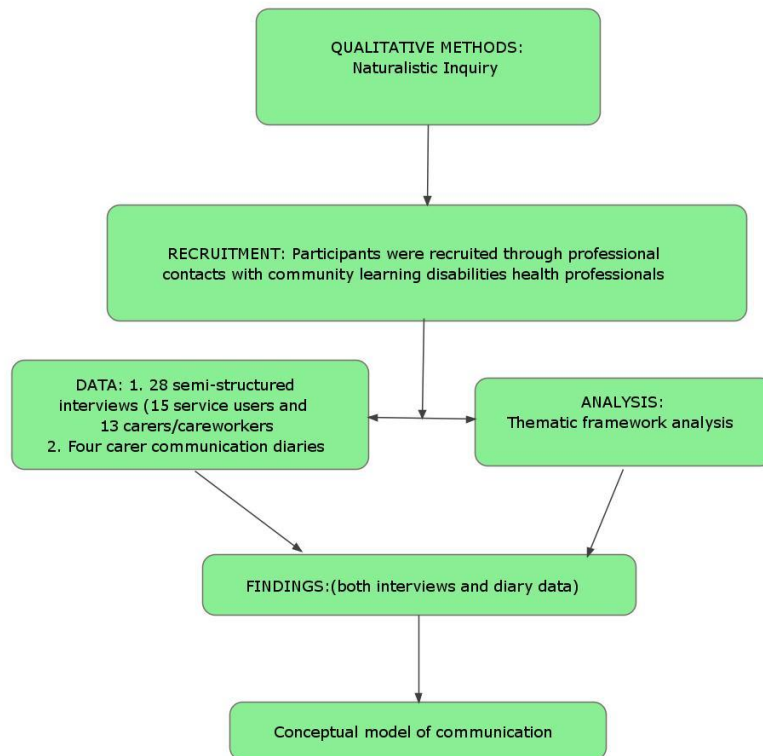 QUALITATIVE METHODS:
Naturalistic Inquiry
RECRUITMENT: Participants were recruited through professional
contacts with community learning disabilities health professionals
DATA: 1. 28 semi-structured
interviews (15 service users and
13 carers/careworkers
2. Four carer communication diaries
ANALYSIS:
Thematic framework analysis
FINDINGS:(both interviews and diary data)
Conceptual model of communication